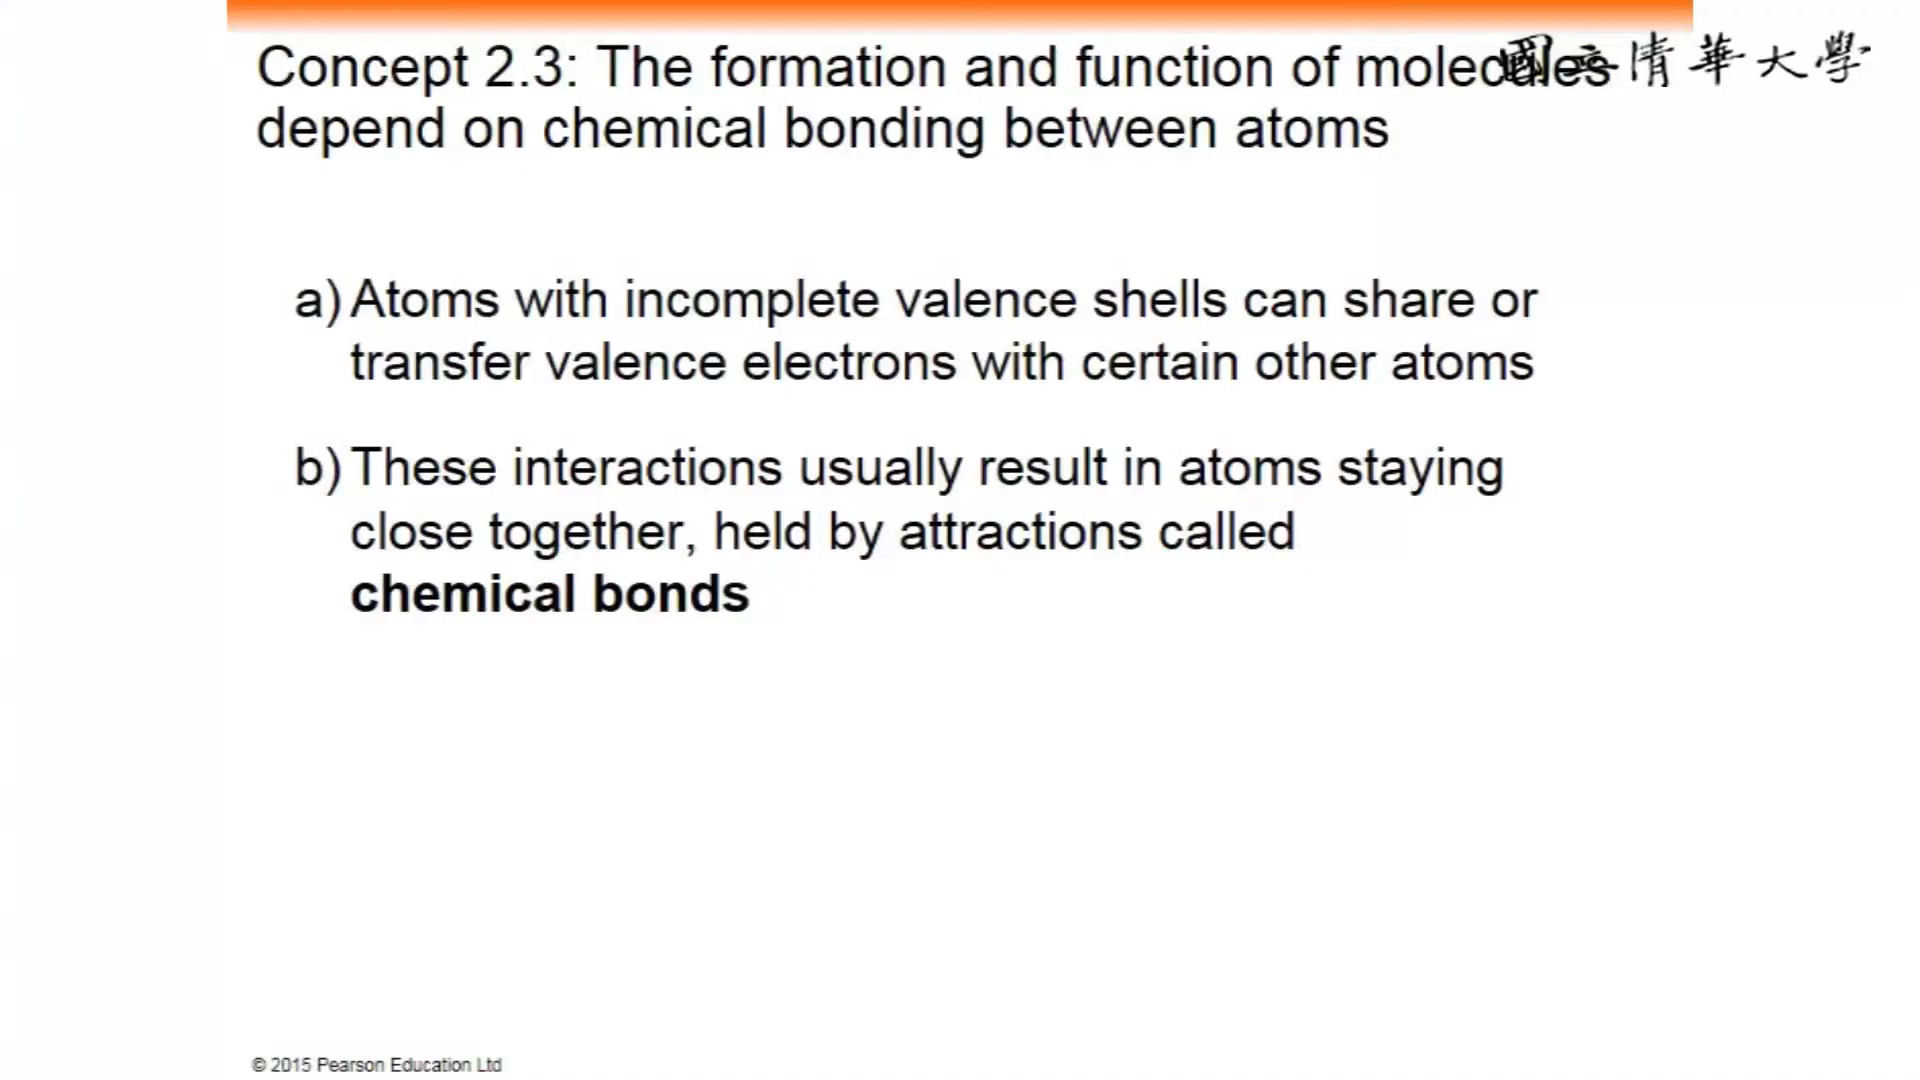 Concept 2.3: The formation and function of molecules
國立清華大學
depend on chemical bonding between atoms
a) Atoms with incomplete valence shells can share or
transfer valence electrons with certain other atoms
b) These interactions usually result in atoms staying
close together, held by attractions called
chemical bonds
© 2015 Pearson Education Ltd